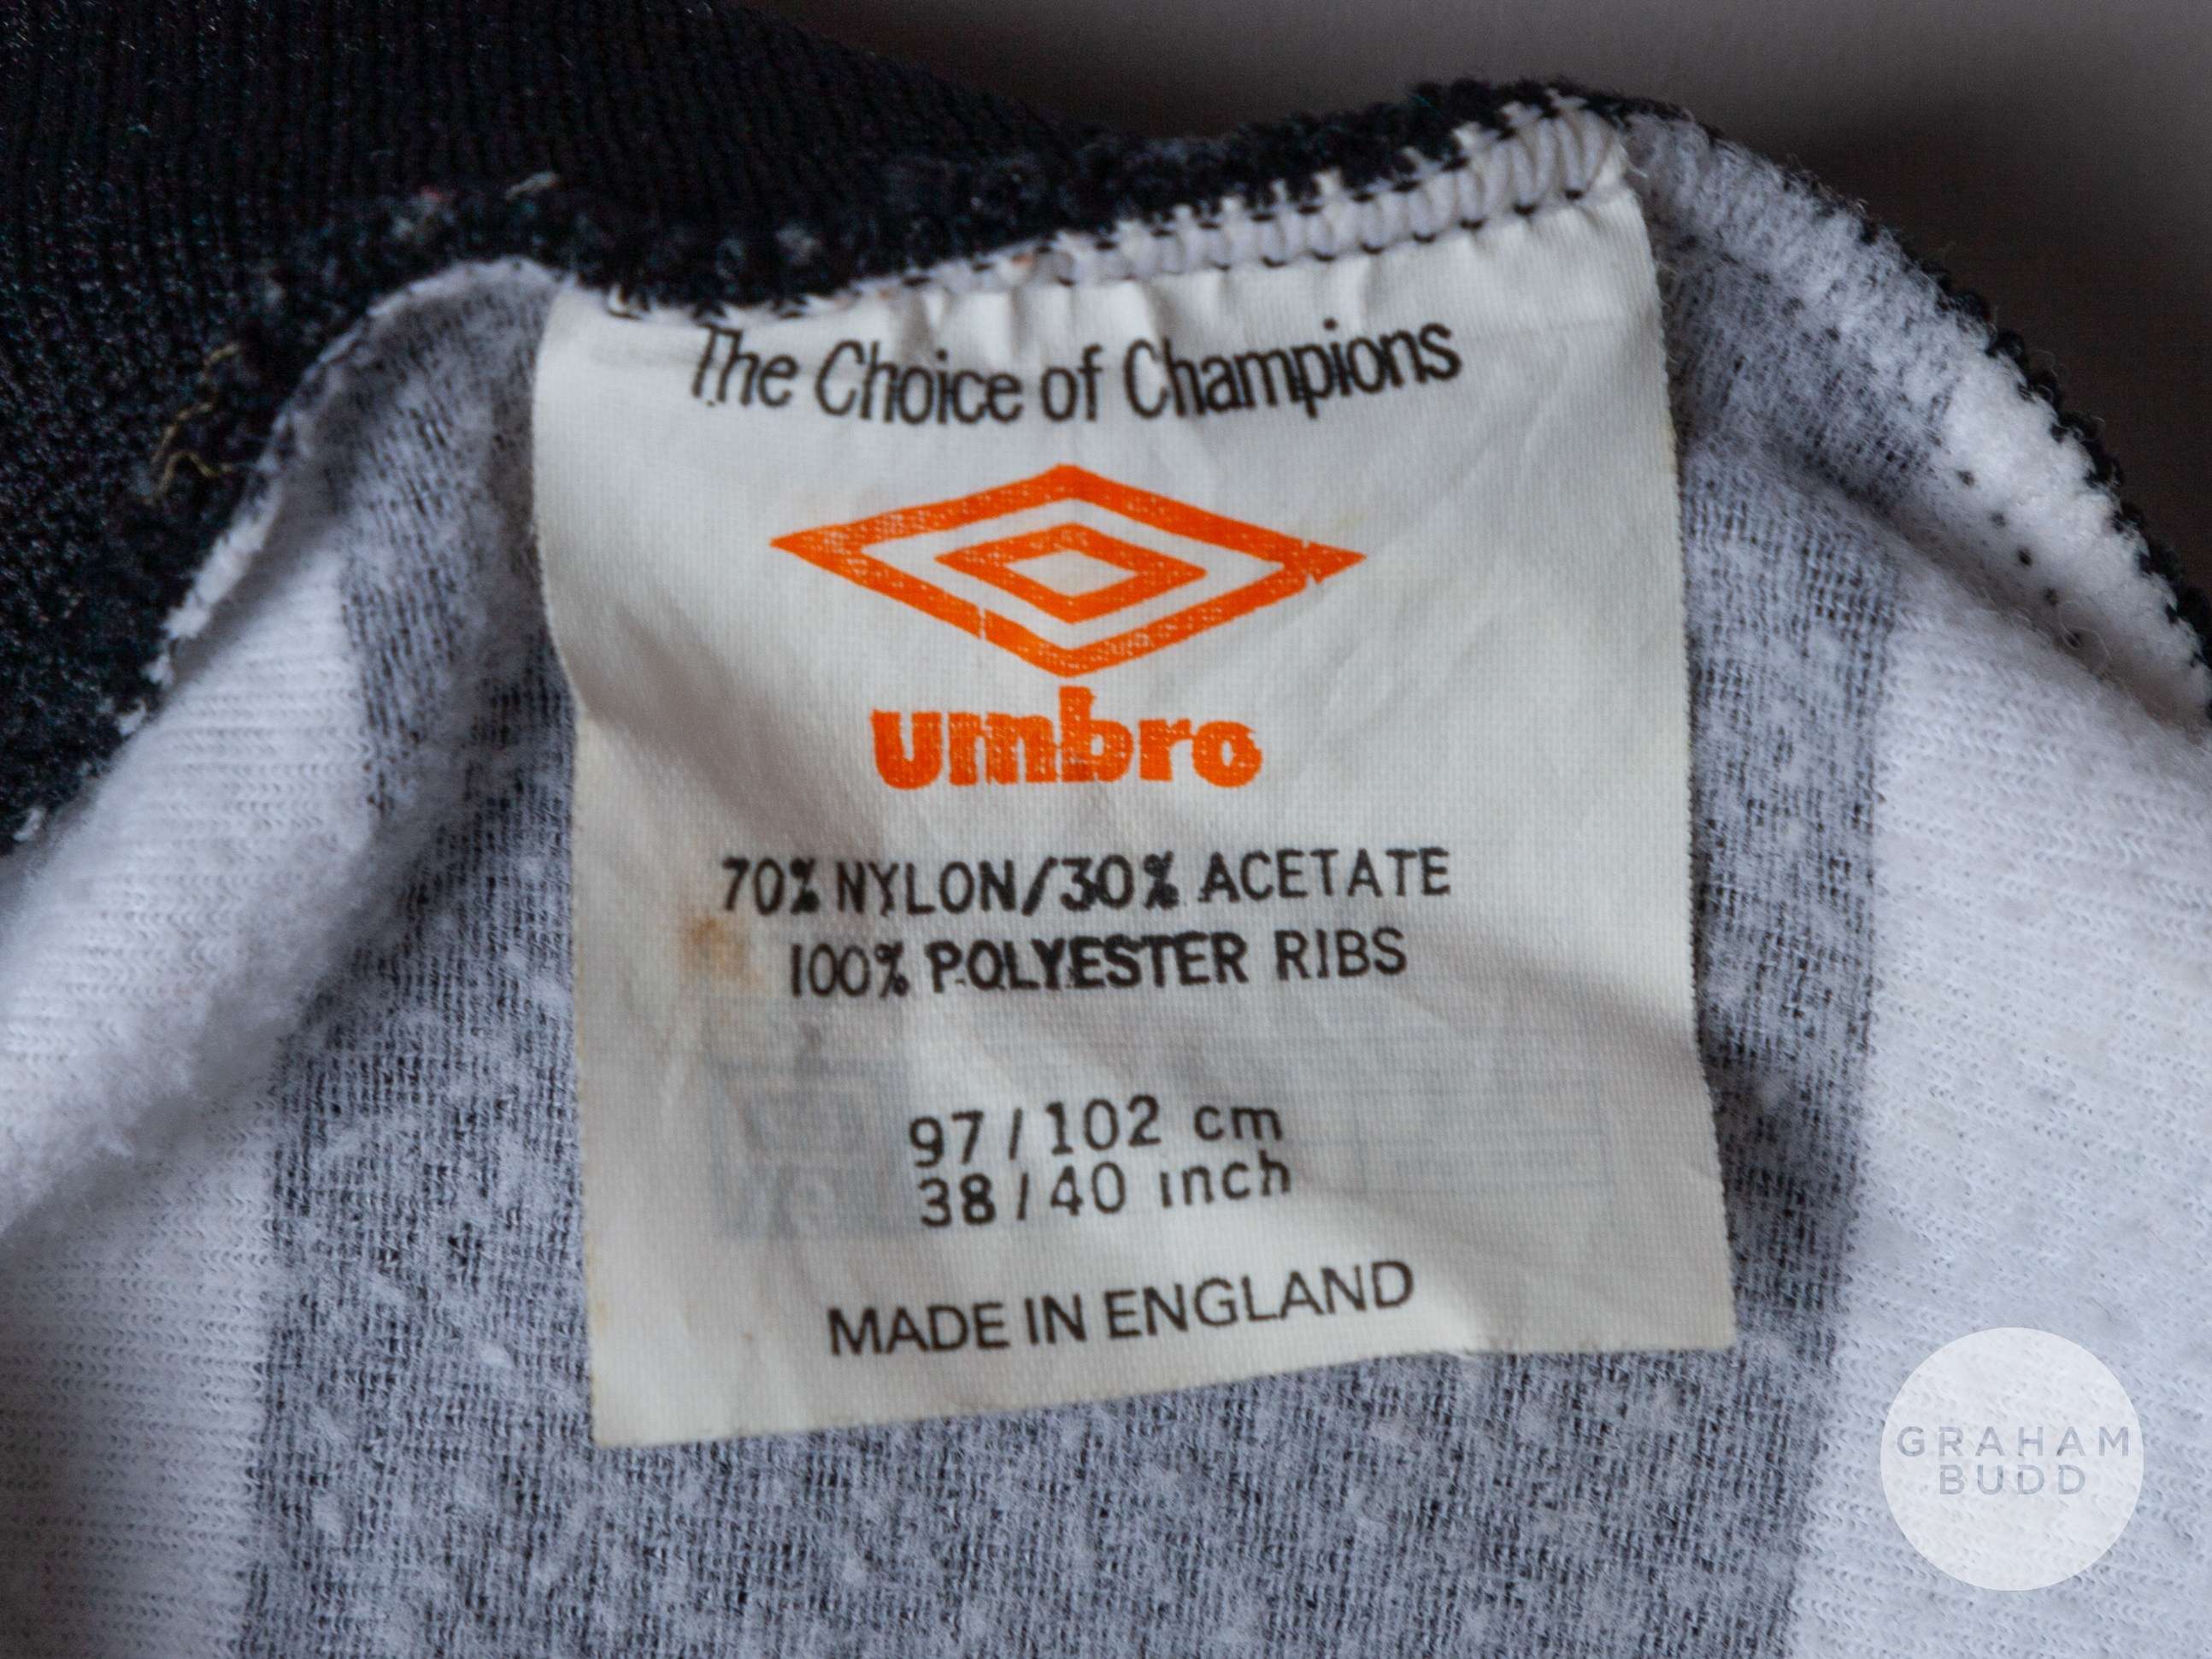 The Choice of Champions
umbro
70% NYLON/30% ACETATE
100% POLYESTER RIBS
97/102 cm
38/40 inch
MADE IN ENGLAND
GRAHAM
BUDD